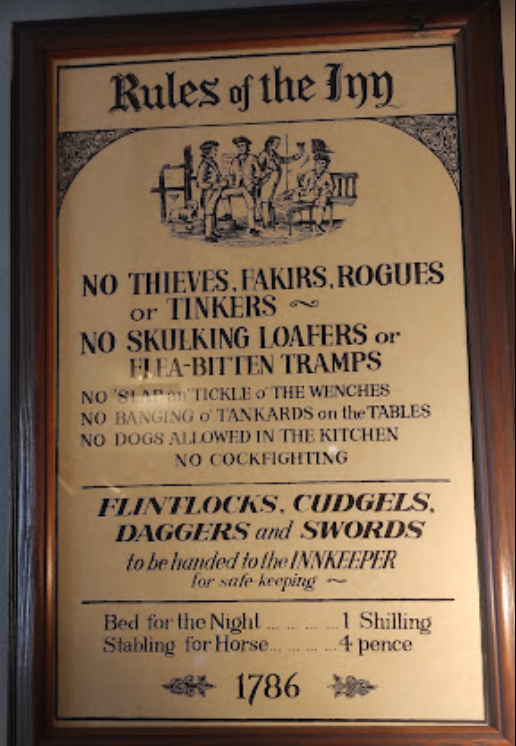 Rules of the Inn
NO THIEVES, FAKIRS, ROGUES
or TINKERS ~
NO SKULKING LOAFERS or
FLEA-BITTEN TRAMPS
NO 'SLAP an' TICKLE o' THE WENCHES
NO BANGING o' TANKARDS on the TABLES
NO DOGS ALLOWED IN THE KITCHEN
NO COCKFIGHTING
FLINTLOCKS, CUDGELS,
DAGGERS and SWORDS
to be handed to the INNKEEPER
for safe-keeping ~
Bed for the Night ... ... ... ... 1 Shilling
Stabling for Horse... ... ... ... 4 pence
1786